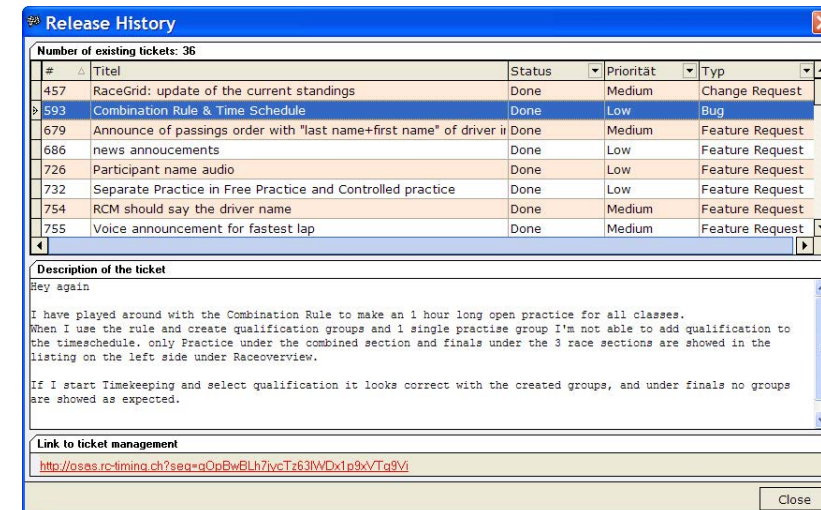 Release History
Number of existing tickets: 36
# Titel Status Priorität Typ
457 RaceGrid: update of the current standings Done Medium Change Request
593 Combination Rule & Time Schedule Done Low Bug
679 Announce of passings order with "last name+first name" of driver Done Medium Feature Request
686 news annoucements Done Low Feature Request
726 Participant name audio Done Low Feature Request
732 Separate Practice in Free Practice and Controlled practice Done Low Feature Request
754 RCM should say the driver name Done Medium Feature Request
755 Voice announcement for fastest lap Done Medium Feature Request
Description of the ticket
Hey again
I have played around with the Combination Rule to make an 1 hour long open practice for all classes.
When I use the rule and create qualification groups and 1 single practise group I'm not able to add qualification to
the timeschedule. only Practice under the combined section and finals under the 3 race sections are showed in the
listing on the left side under Raceoverview.
If I start Timekeeping and select qualification it looks correct with the created groups, and under finals no groups
are showed as expected.
Link to ticket management
Close